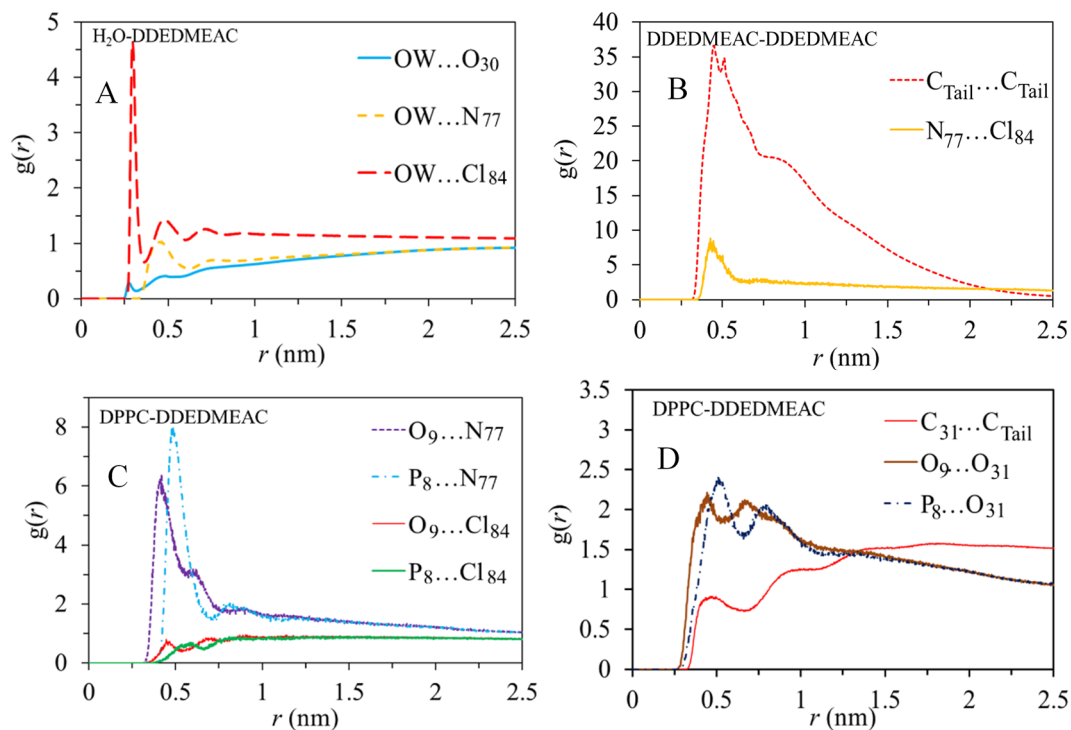 H₂O-DDEDMEAC
A
OW…O₃₀
OW…N₇₇
OW…Cl₈₄
g(r)
5
4
3
2
1
0
0 0.5 1 1.5 2 2.5
r (nm)
DDEDMEAC-DDEDMEAC
B
C_Tail…C_Tail
N₇₇…Cl₈₄
g(r)
40
35
30
25
20
15
10
5
0
0 0.5 1 1.5 2 2.5
r (nm)
DPPC-DDEDMEAC
C
O₉…N₇₇
P₈…N₇₇
O₉…Cl₈₄
P₈…Cl₈₄
g(r)
8
6
4
2
0
0 0.5 1 1.5 2 2.5
r (nm)
DPPC-DDEDMEAC
D
C₃₁…C_Tail
O₉…O₃₁
P₈…O₃₁
g(r)
3.5
3
2.5
2
1.5
1
0.5
0
0 0.5 1 1.5 2 2.5
r (nm)